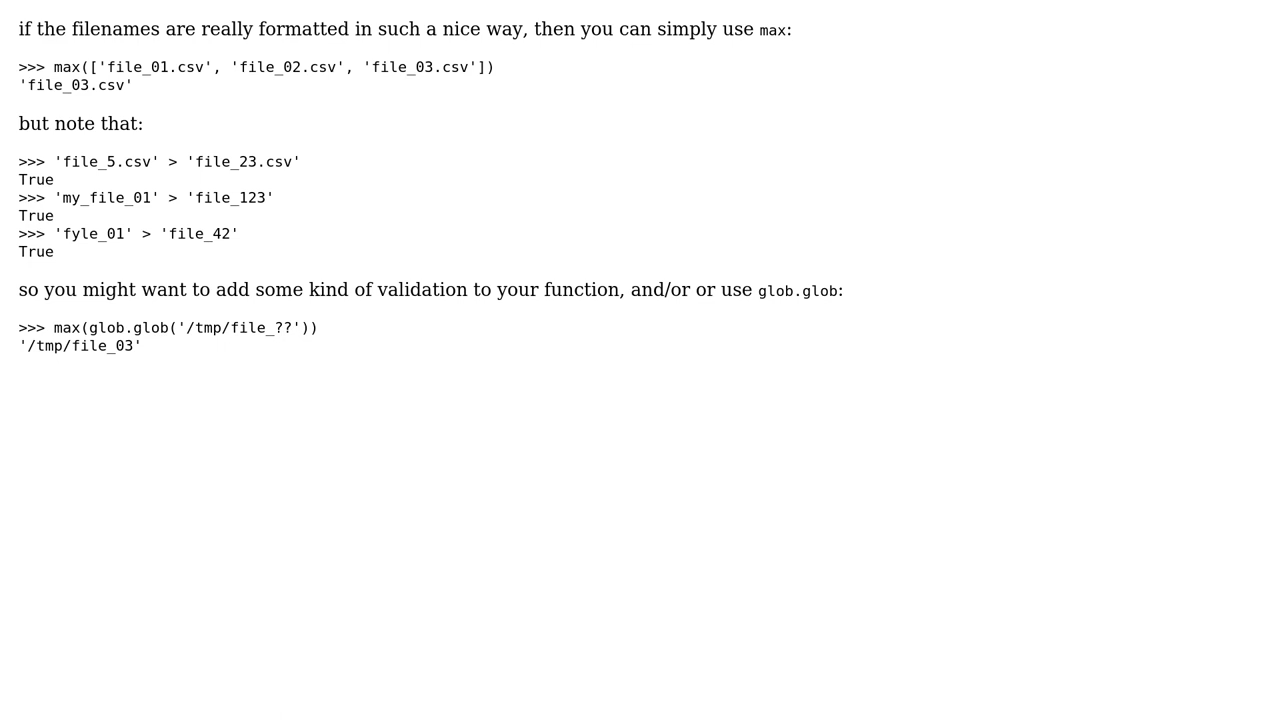 if the filenames are really formatted in such a nice way, then you can simply use max:
>>> max(['file_01.csv', 'file_02.csv', 'file_03.csv'])
'file_03.csv'
but note that:
>>> 'file_5.csv' > 'file_23.csv'
True
>>> 'my_file_01' > 'file_123'
True
>>> 'fyle_01' > 'file_42'
True
so you might want to add some kind of validation to your function, and/or or use glob.glob:
>>> max(glob.glob('/tmp/file_??'))
'/tmp/file_03'